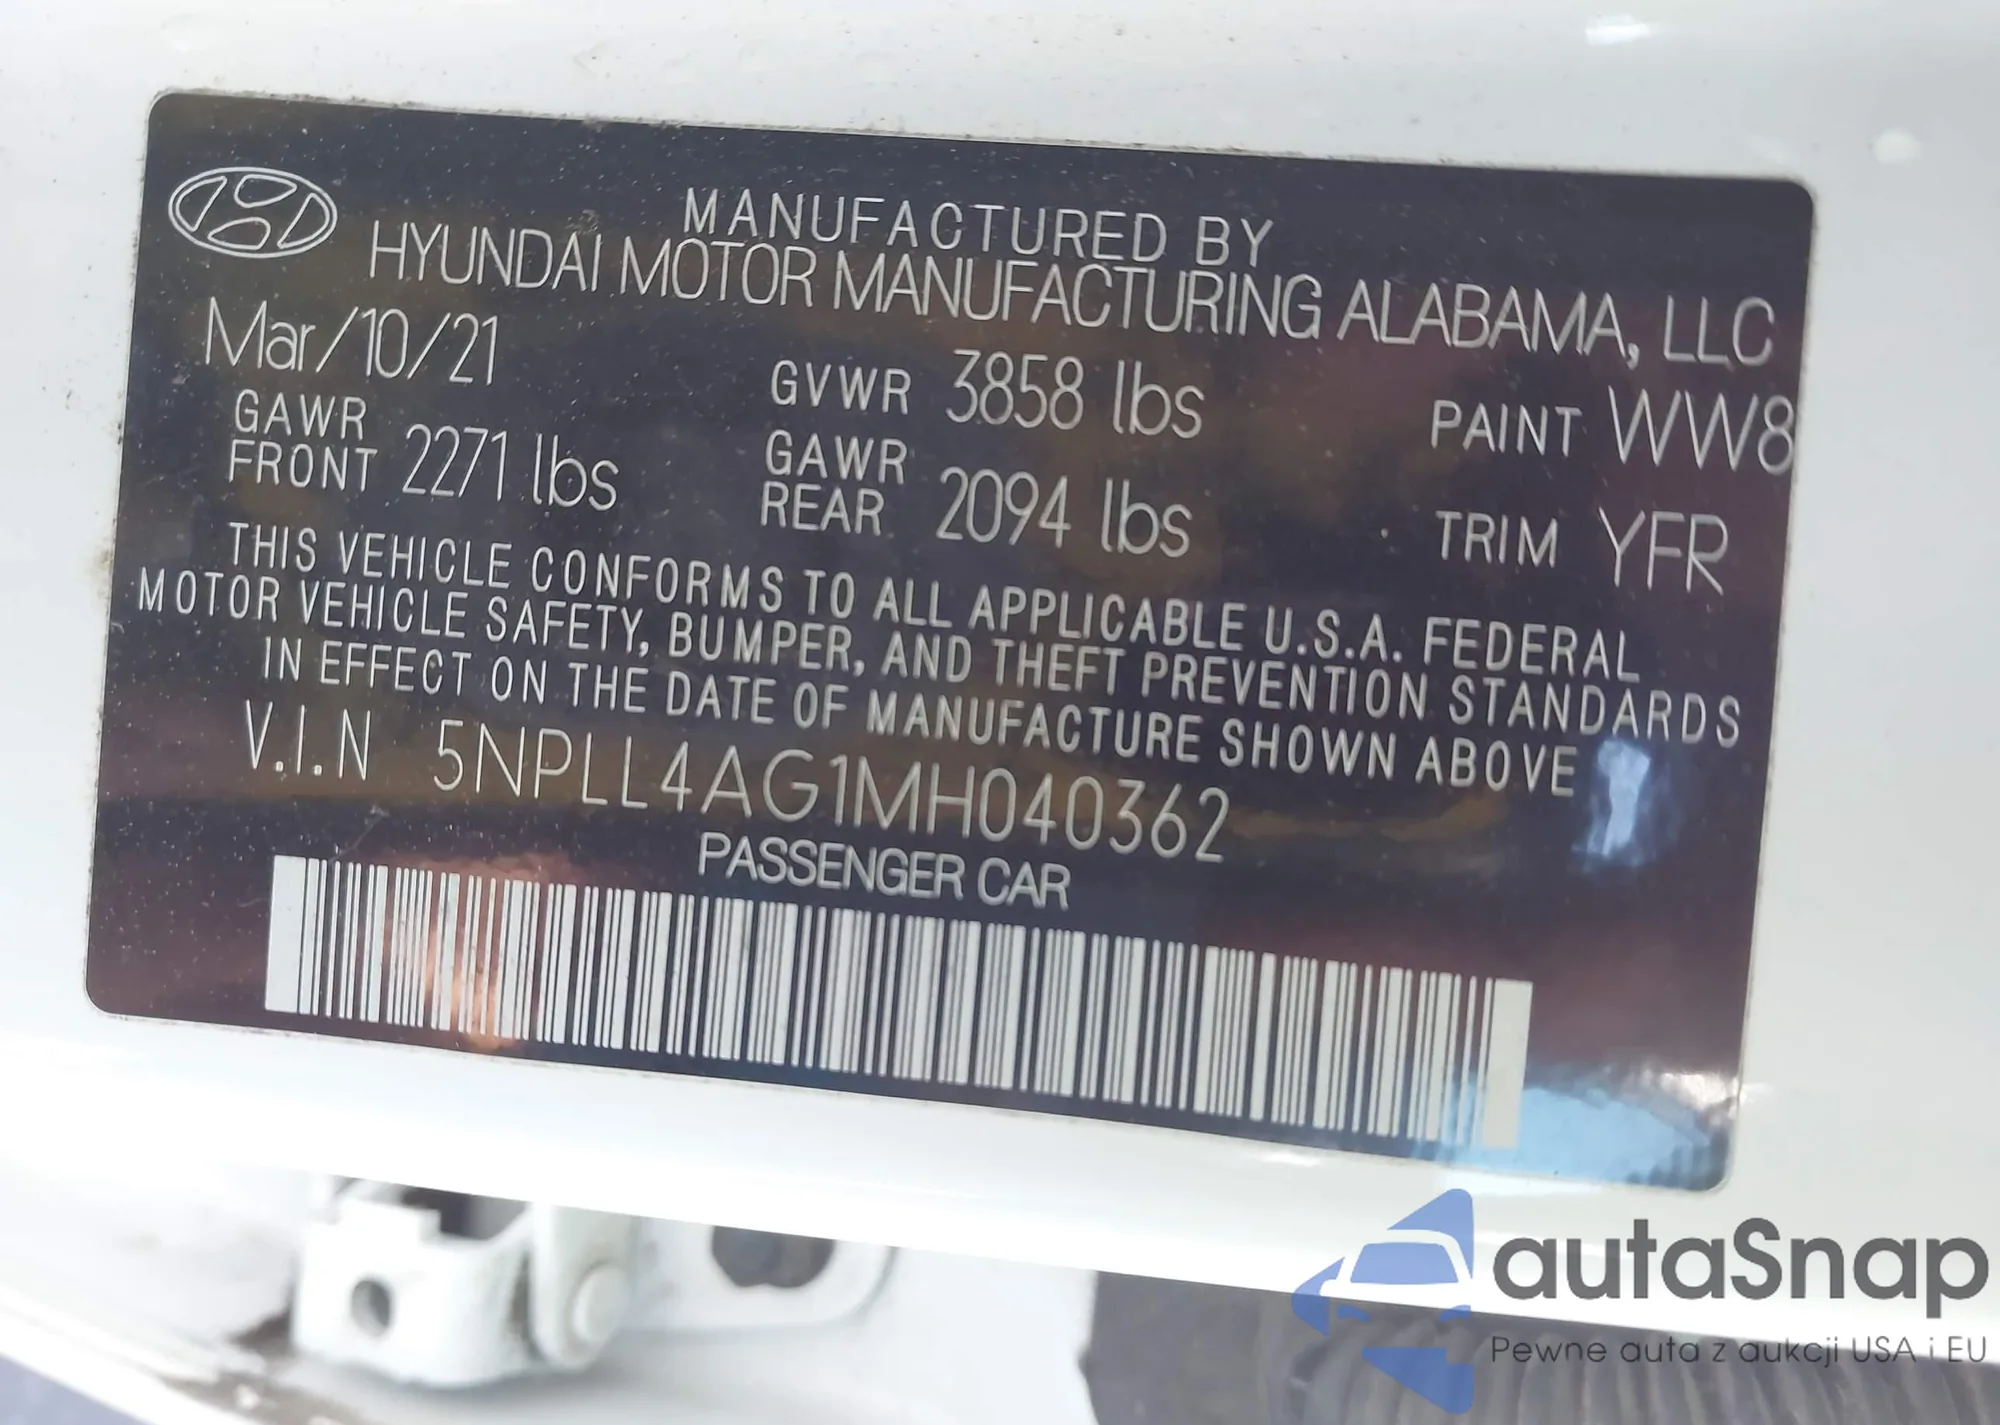 MANUFACTURED BY
HYUNDAI MOTOR MANUFACTURING ALABAMA, LLC
Mar/10/21
GVWR 3858 lbs
PAINT WW8
GAWR FRONT 2271 lbs
GAWR REAR 2094 lbs
TRIM YFR
THIS VEHICLE CONFORMS TO ALL APPLICABLE U.S.A. FEDERAL
MOTOR VEHICLE SAFETY, BUMPER, AND THEFT PREVENTION STANDARDS
IN EFFECT ON THE DATE OF MANUFACTURE SHOWN ABOVE
V.I.N 5NPLL4AG1MH040362
PASSENGER CAR
autaSnap
Pewne auta z aukcji USA i EU